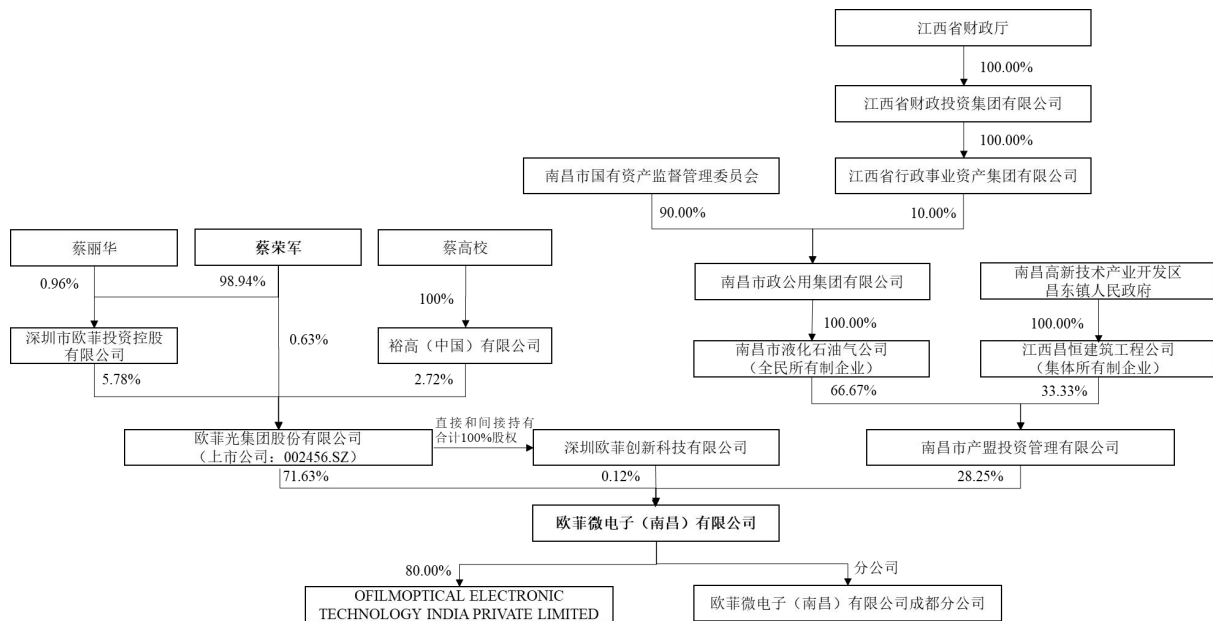 江西省财政厅
100.00%
江西省财政投资集团有限公司
100.00%
南昌市国有资产监督管理委员会
江西省行政事业资产集团有限公司
90.00%
10.00%
蔡丽华
蔡荣军
蔡高校
0.96%
98.94%
100%
南昌市政公用集团有限公司
南昌高新技术产业开发区
昌东镇人民政府
0.63%
100.00%
100.00%
深圳市欧菲投资控股
有限公司
裕高（中国）有限公司
南昌市液化石油气公司
（全民所有制企业）
江西昌恒建筑工程公司
（集体所有制企业）
5.78%
2.72%
66.67%
33.33%
欧菲光集团股份有限公司
（上市公司：002456.SZ）
直接和间接持有
合计100%股权
深圳欧菲创新科技有限公司
南昌市产盟投资管理有限公司
71.63%
0.12%
28.25%
欧菲微电子（南昌）有限公司
80.00%
分公司
OFILMOPTICAL ELECTRONIC
TECHNOLOGY INDIA PRIVATE LIMITED
欧菲微电子（南昌）有限公司成都分公司